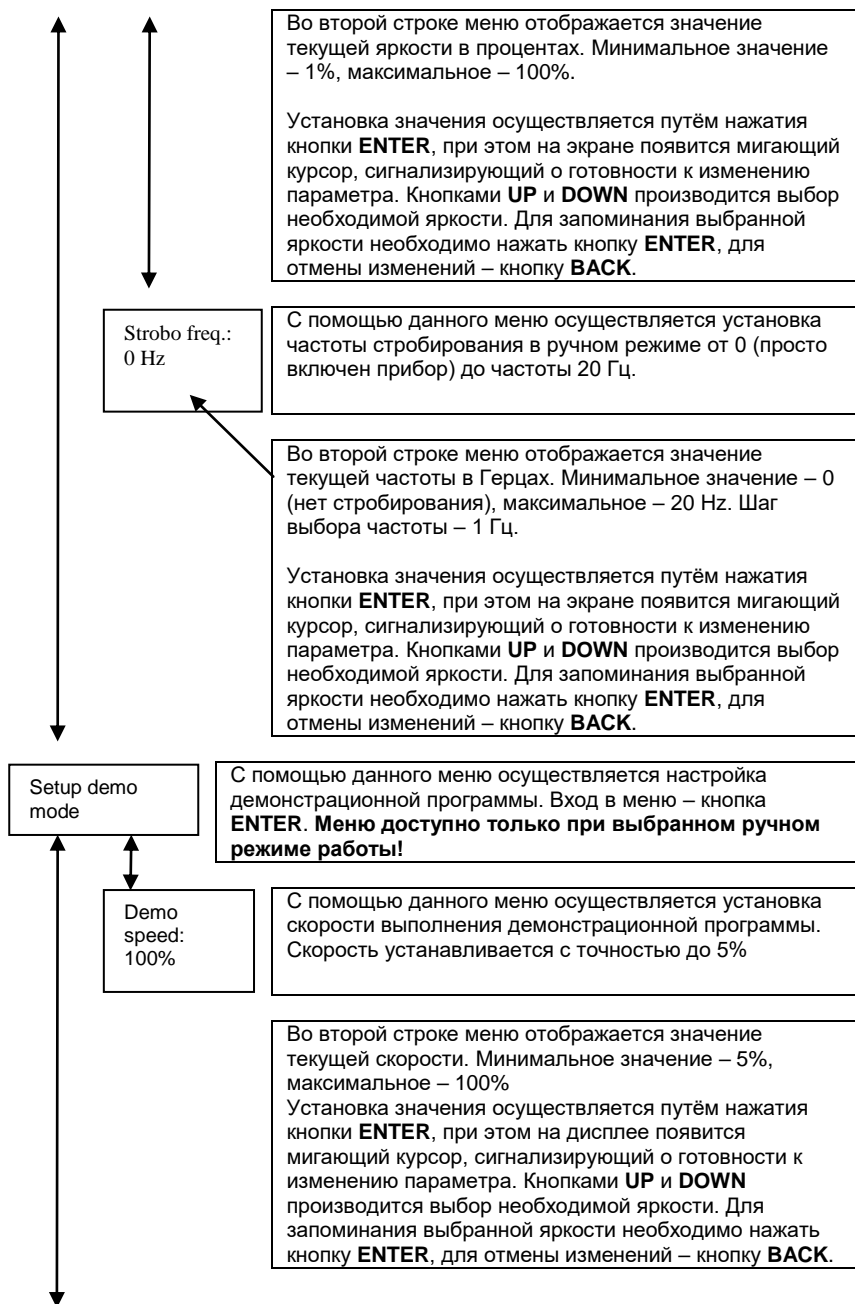 Во второй строке меню отображается значение
текущей яркости в процентах. Минимальное значение
– 1%, максимальное – 100%.
Установка значения осуществляется путём нажатия
кнопки ENTER, при этом на экране появится мигающий
курсор, сигнализирующий о готовности к изменению
параметра. Кнопками UP и DOWN производится выбор
необходимой яркости. Для запоминания выбранной
яркости необходимо нажать кнопку ENTER, для
отмены изменений – кнопку BACK.
Strobo freq.:
0 Hz
С помощью данного меню осуществляется установка
частоты стробирования в ручном режиме от 0 (просто
включен прибор) до частоты 20 Гц.
Во второй строке меню отображается значение
текущей частоты в Герцах. Минимальное значение – 0
(нет стробирования), максимальное – 20 Hz. Шаг
выбора частоты – 1 Гц.
Установка значения осуществляется путём нажатия
кнопки ENTER, при этом на экране появится мигающий
курсор, сигнализирующий о готовности к изменению
параметра. Кнопками UP и DOWN производится выбор
необходимой яркости. Для запоминания выбранной
яркости необходимо нажать кнопку ENTER, для
отмены изменений – кнопку BACK.
Setup demo
mode
С помощью данного меню осуществляется настройка
демонстрационной программы. Вход в меню – кнопка
ENTER. Меню доступно только при выбранном ручном
режиме работы!
Demo
speed:
100%
С помощью данного меню осуществляется установка
скорости выполнения демонстрационной программы.
Скорость устанавливается с точностью до 5%
Во второй строке меню отображается значение
текущей скорости. Минимальное значение – 5%,
максимальное – 100%
Установка значения осуществляется путём нажатия
кнопки ENTER, при этом на дисплее появится
мигающий курсор, сигнализирующий о готовности к
изменению параметра. Кнопками UP и DOWN
производится выбор необходимой яркости. Для
запоминания выбранной яркости необходимо нажать
кнопку ENTER, для отмены изменений – кнопку BACK.